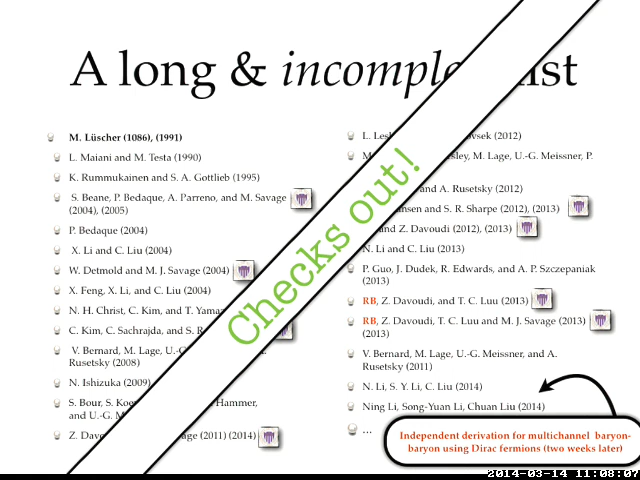 A long & incomple
ist
M. Lüscher (1086), (1991)
L. Maiani and M. Testa (1990)
K. Rummukainen and S. A. Gottlieb (1995)
S. Beane, P. Bedaque, A. Parreno, and M. Savage
(2004), (2005)
P. Bedaque (2004)
X. Li and C. Liu (2004)
W. Detmold and M. J. Savage (2004)
X. Feng, X. Li, and C. Liu (2004)
N. H. Christ, C. Kim, and T. Yama
C. Kim, C. Sachrajda, and S. R
V. Bernard, M. Lage, U.-G
Rusetsky (2008)
N. Ishizuka (2009)
S. Bour, S. Koe Hammer,
and U.-G. M
Z. Davo age (2011) (2014)
Checks out!
L. Les vsek (2012)
M sley, M. Lage, U.-G. Meissner, P.
and A. Rusetsky (2012)
nsen and S. R. Sharpe (2012), (2013)
and Z. Davoudi (2012), (2013)
N. Li and C. Liu (2013)
P. Guo, J. Dudek, R. Edwards, and A. P. Szczepaniak
(2013)
RB, Z. Davoudi, and T. C. Luu (2013)
RB, Z. Davoudi, T. C. Luu and M. J. Savage (2013)
(2013)
V. Bernard, M. Lage, U.-G. Meissner, and A.
Rusetsky (2011)
N. Li, S. Y. Li, C. Liu (2014)
Ning Li, Song-Yuan Li, Chuan Liu (2014)
...
Independent derivation for multichannel baryon-
baryon using Dirac fermions (two weeks later)
2014-03-14 11:08:07